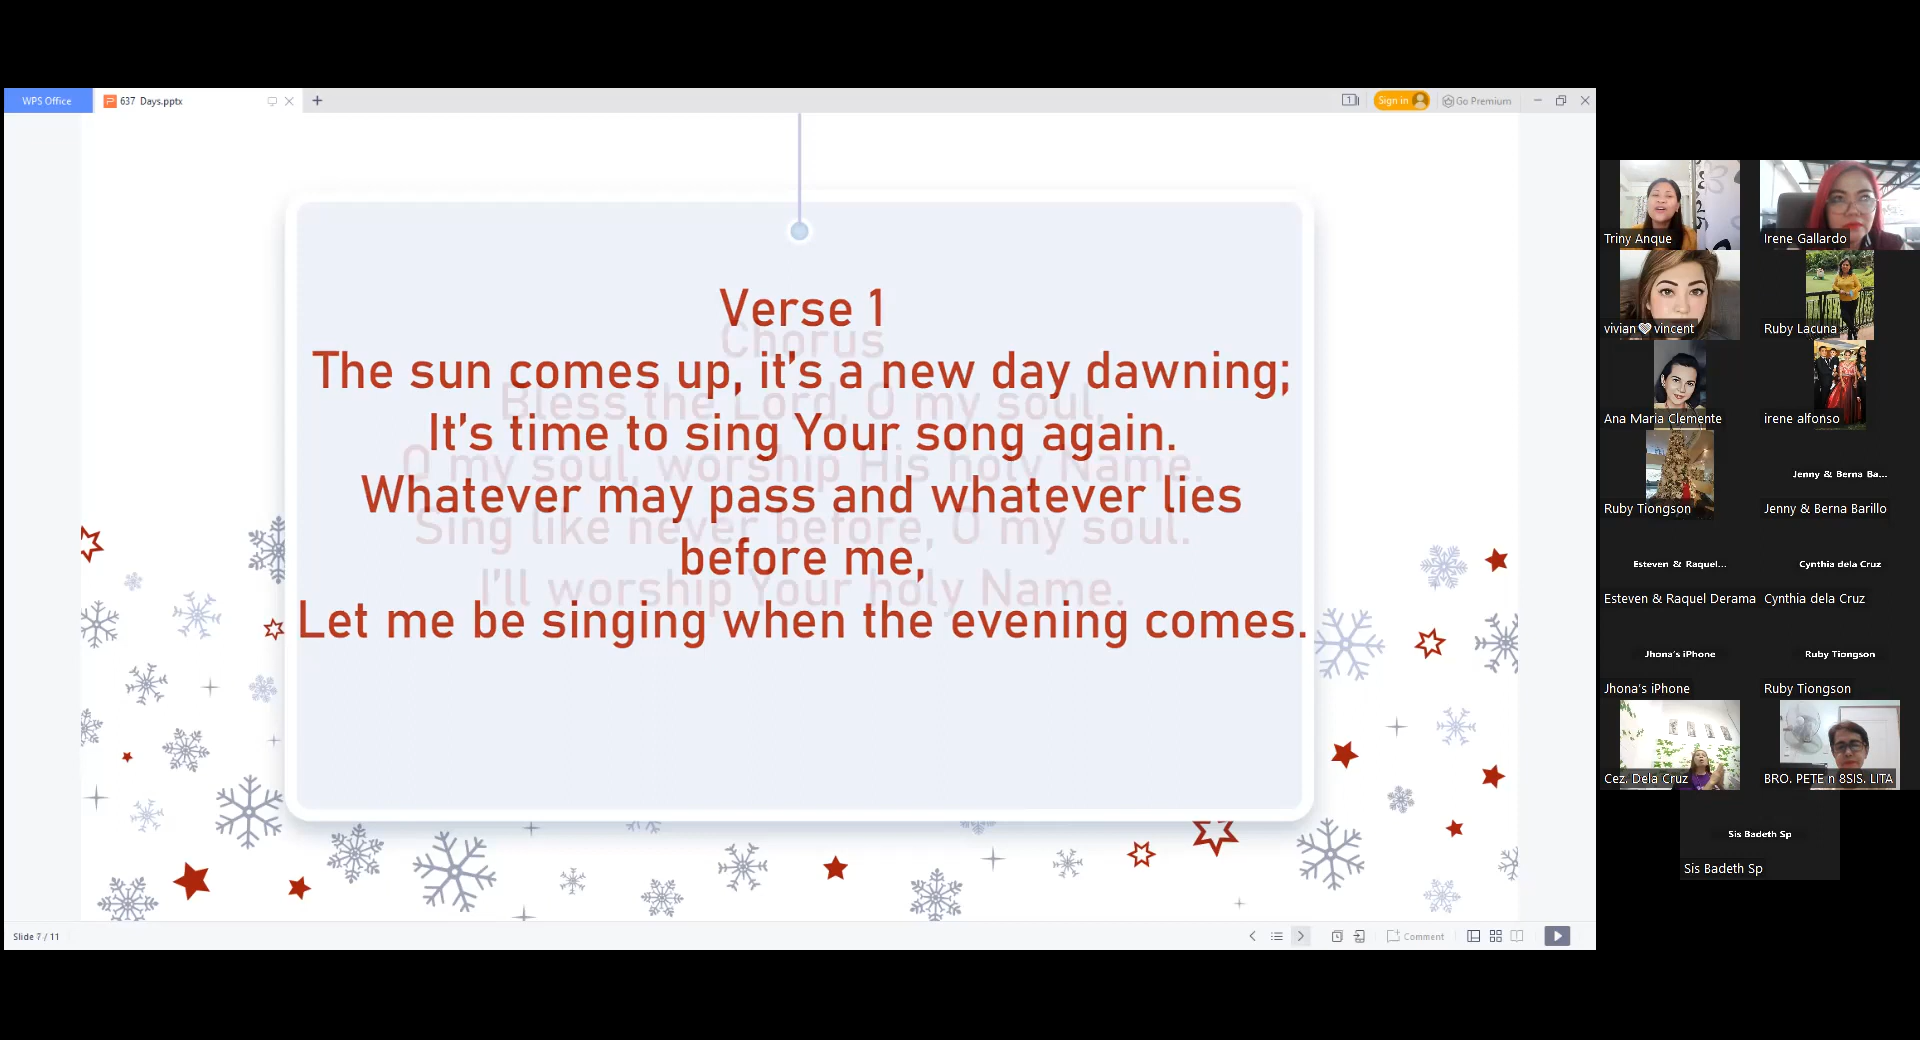 WPS Office
637 Days.pptx
1
Sign in
Go Premium
Verse 1
The sun comes up, it's a new day dawning;
It's time to sing Your song again.
Whatever may pass and whatever lies
before me,
Let me be singing when the evening comes.
Chorus
Bless the Lord, O my soul,
O my soul, worship His holy Name.
Sing like never before, O my soul.
I'll worship Your holy Name.
Slide 7 / 11
Comment
Triny Anque
Irene Gallardo
vivian🤍vincent
Ruby Lacuna
Ana Maria Clemente
irene alfonso
Ruby Tiongson
Jenny & Berna Ba...
Jenny & Berna Barillo
Esteven & Raquel...
Esteven & Raquel Derama
Cynthia dela Cruz
Cynthia dela Cruz
Jhona's iPhone
Jhona's iPhone
Ruby Tiongson
Ruby Tiongson
Cez. Dela Cruz
BRO. PETE n 8SIS. LITA
Sis Badeth Sp
Sis Badeth Sp